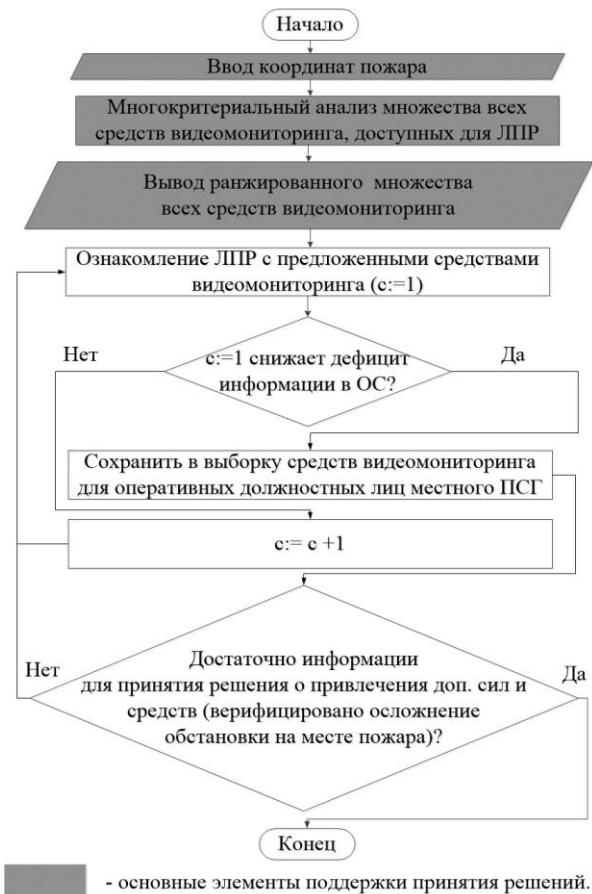 Начало
Ввод координат пожара
Многокритериальный анализ множества всех
средств видеомониторинга, доступных для ЛПР
Вывод ранжированного множества
всех средств видеомониторинга
Ознакомление ЛПР с предложенными средствами
видеомониторинга (c:=1)
Нет
c:=1 снижает дефицит
информации в ОС?
Да
Сохранить в выборку средств видеомониторинга
для оперативных должностных лиц местного ПСГ
c:= c +1
Нет
Достаточно информации
для принятия решения о привлечения доп. сил и
средств (верифицировано осложнение
обстановки на месте пожара)?
Да
Конец
- основные элементы поддержки принятия решений.